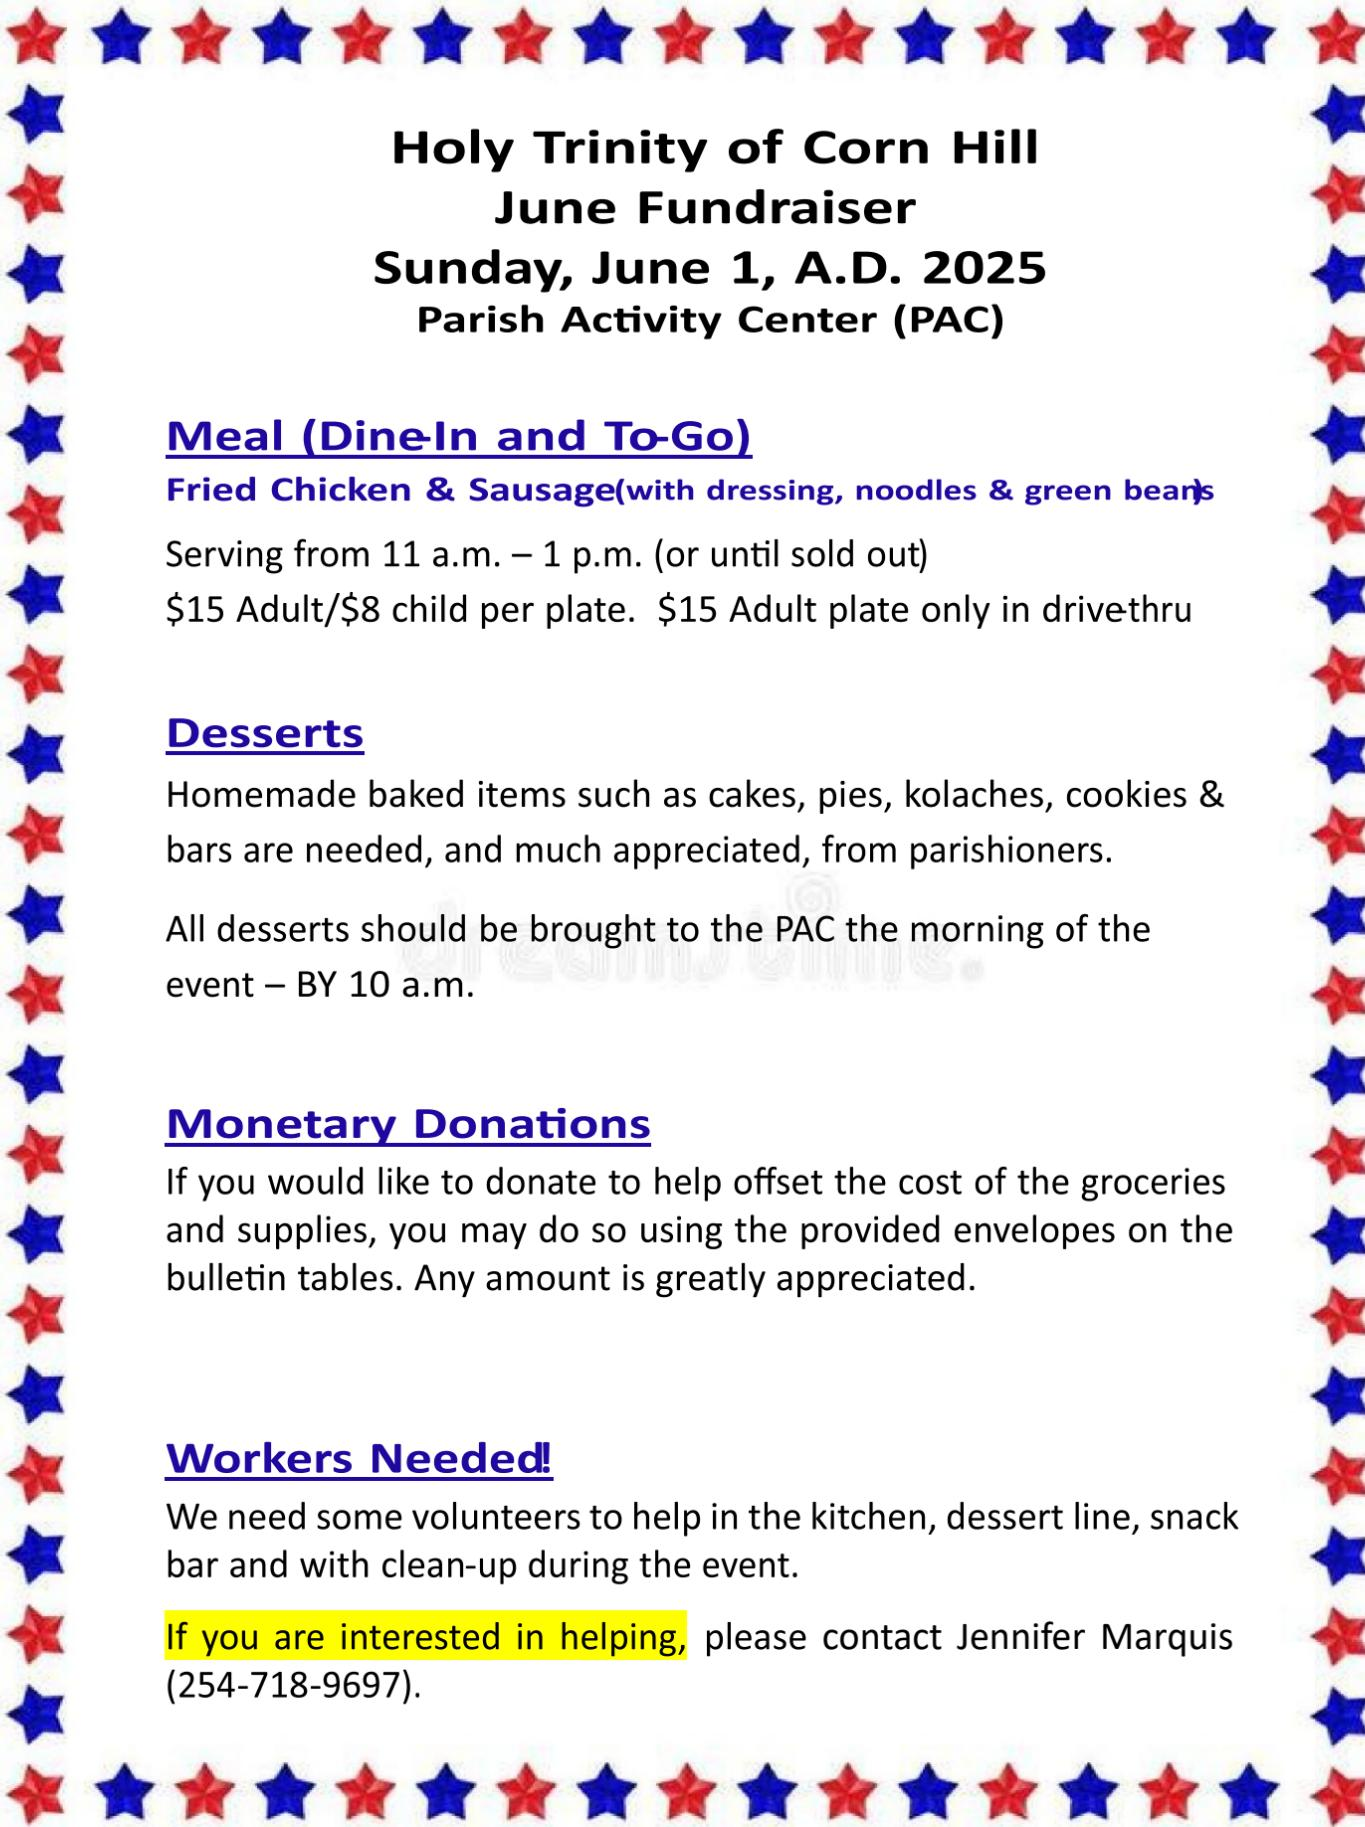 Holy Trinity of Corn Hill
June Fundraiser
Sunday, June 1, A.D. 2025
Parish Activity Center (PAC)
Meal (Dine-In and To-Go)
Fried Chicken & Sausage(with dressing, noodles & green beans)
Serving from 11 a.m. – 1 p.m. (or until sold out)
$15 Adult/$8 child per plate.  $15 Adult plate only in drive-thru
Desserts
Homemade baked items such as cakes, pies, kolaches, cookies &
bars are needed, and much appreciated, from parishioners.
All desserts should be brought to the PAC the morning of the
event – BY 10 a.m.
dreamstime.
Monetary Donations
If you would like to donate to help offset the cost of the groceries
and supplies, you may do so using the provided envelopes on the
bulletin tables. Any amount is greatly appreciated.
Workers Needed!
We need some volunteers to help in the kitchen, dessert line, snack
bar and with clean-up during the event.
If you are interested in helping, please contact Jennifer Marquis
(254-718-9697).